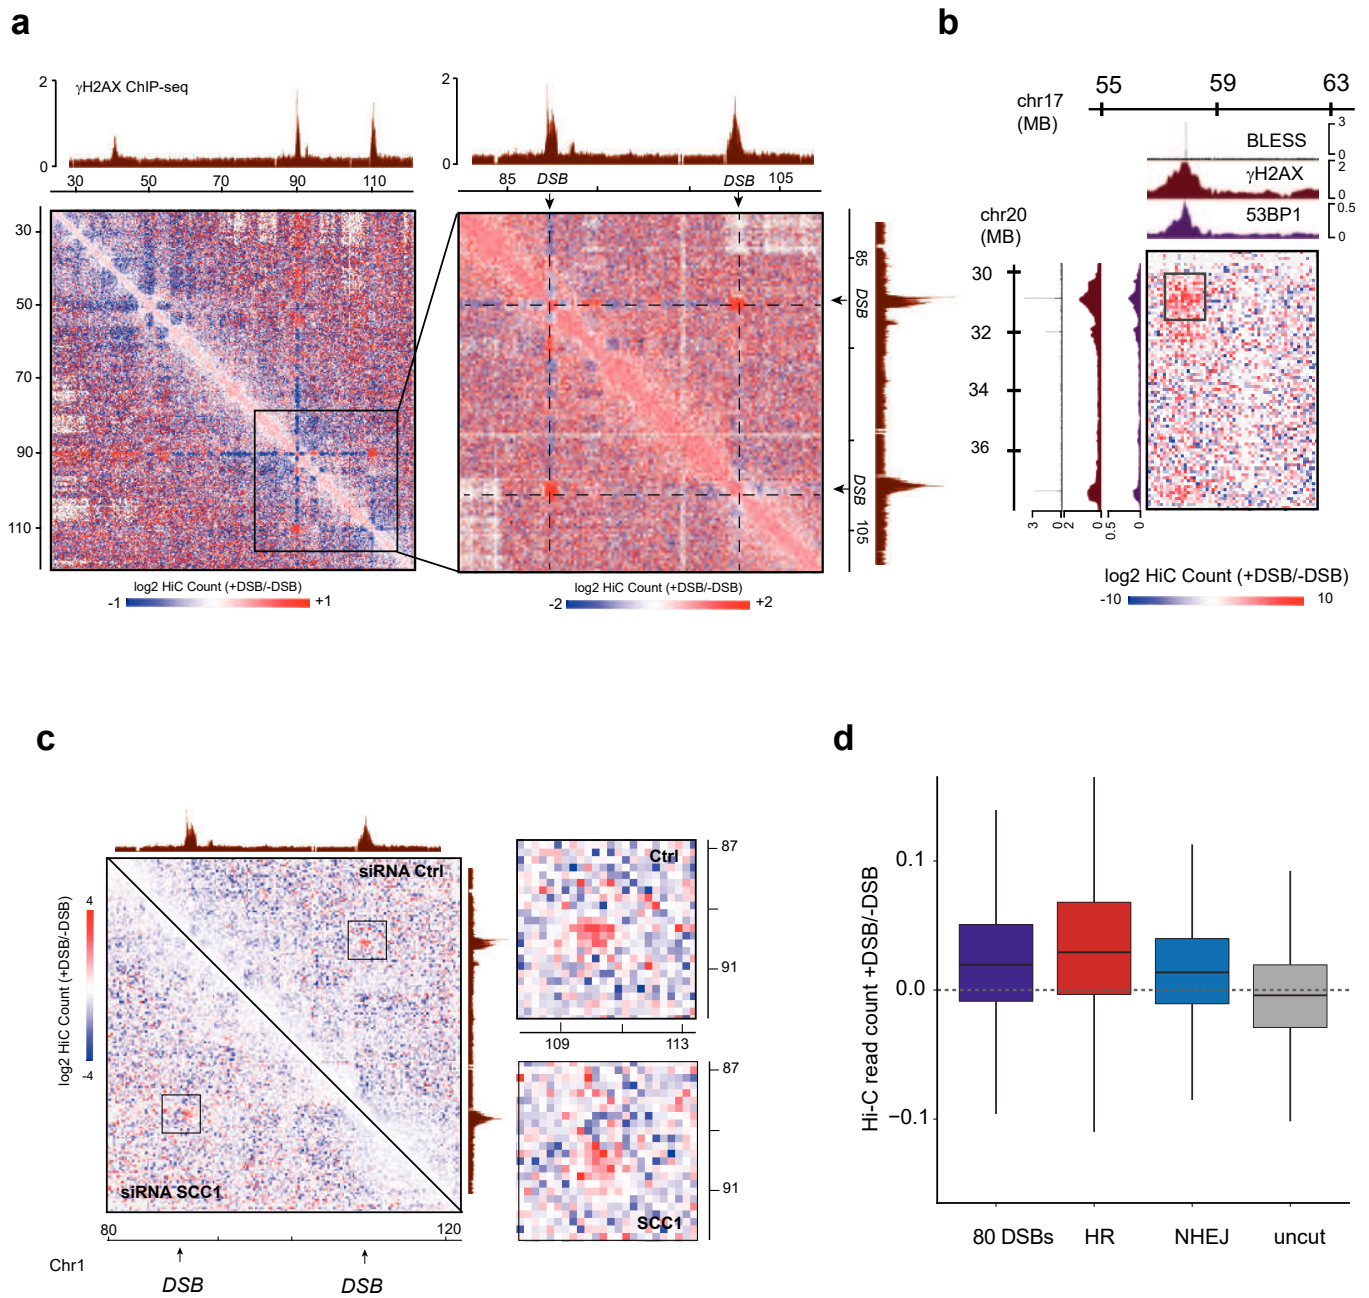 a
b
2
0
γH2AX ChIP-seq
30 50 70 90 110
30
50
70
90
110
log2 HiC Count (+DSB/-DSB)
-1 +1
2
0
85 DSB DSB 105
85
DSB
DSB
105
log2 HiC Count (+DSB/-DSB)
-2 +2
55 59 63
chr17
(MB)
BLESS
3
0
γH2AX
2
0
53BP1
0.5
0
chr20
(MB)
30
32
34
36
3 0 2 0 0.5 0
log2 HiC Count (+DSB/-DSB)
-10 10
c
d
siRNA Ctrl
siRNA SCC1
log2 HiC Count (+DSB/-DSB)
4
-4
80 120
Chr1
DSB DSB
Ctrl
87
91
109 113
SCC1
87
91
Hi-C read count +DSB/-DSB
0.1
0.0
−0.1
80 DSBs HR NHEJ uncut